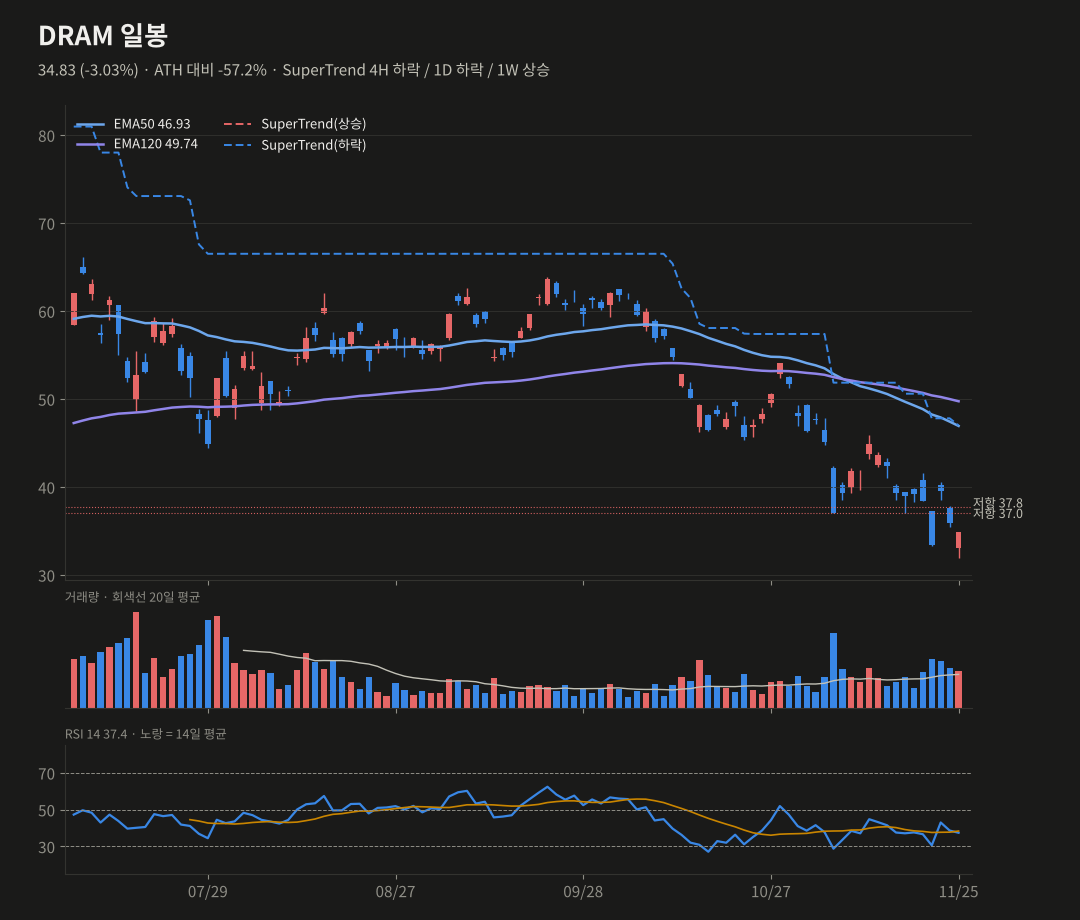 DRAM 일봉
34.83 (-3.03%) · ATH 대비 -57.2% · SuperTrend 4H 하락 / 1D 하락 / 1W 상승
EMA50 46.93
SuperTrend(상승)
EMA120 49.74
SuperTrend(하락)
80
70
60
50
40
30
저항 37.8
저항 37.0
거래량 · 회색선 20일 평균
RSI 14 37.4 · 노랑 = 14일 평균
70
50
30
07/29
08/27
09/28
10/27
11/25